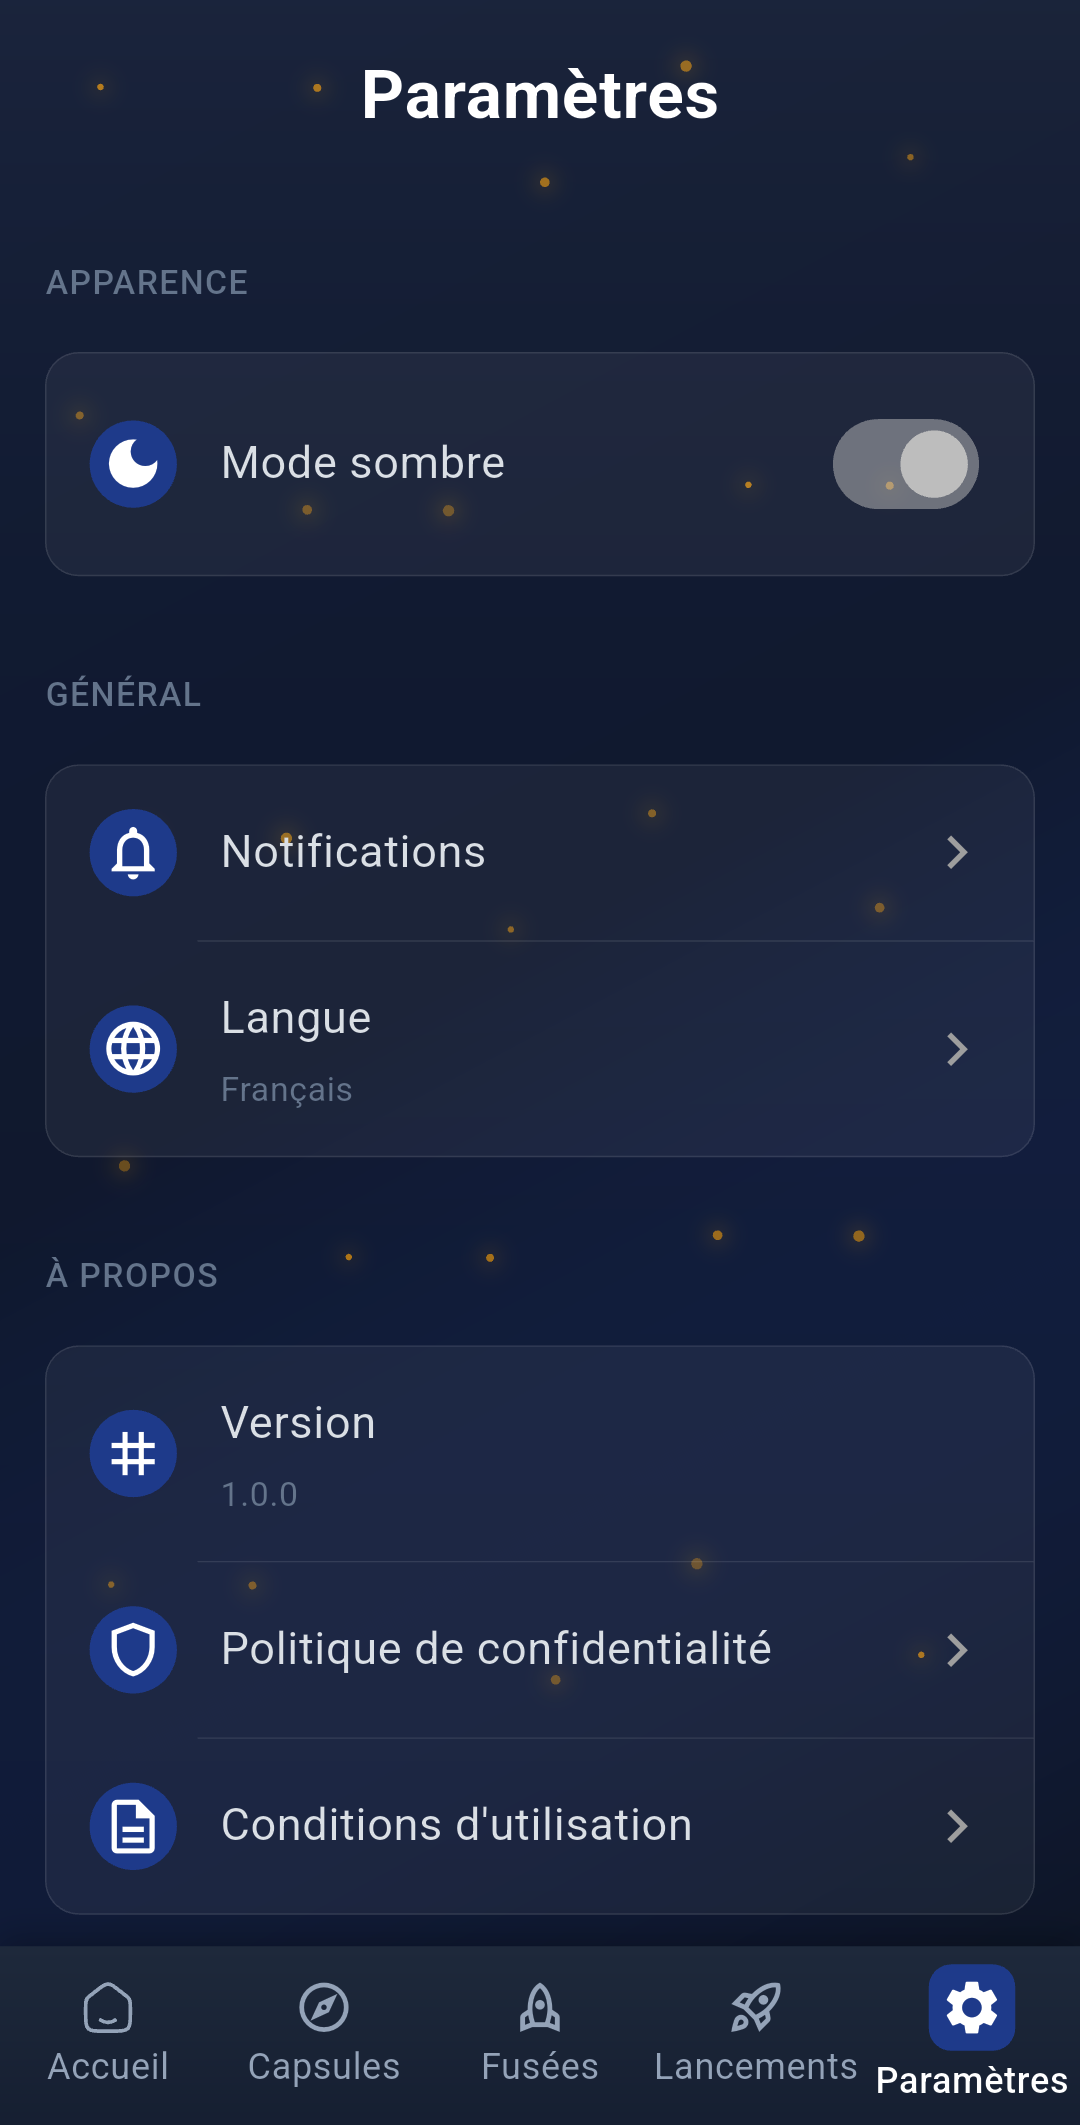 Paramètres
APPARENCE
Mode sombre
GÉNÉRAL
Notifications
Langue
Français
À PROPOS
Version
1.0.0
Politique de confidentialité
Conditions d'utilisation
Accueil
Capsules
Fusées
Lancements
Paramètres